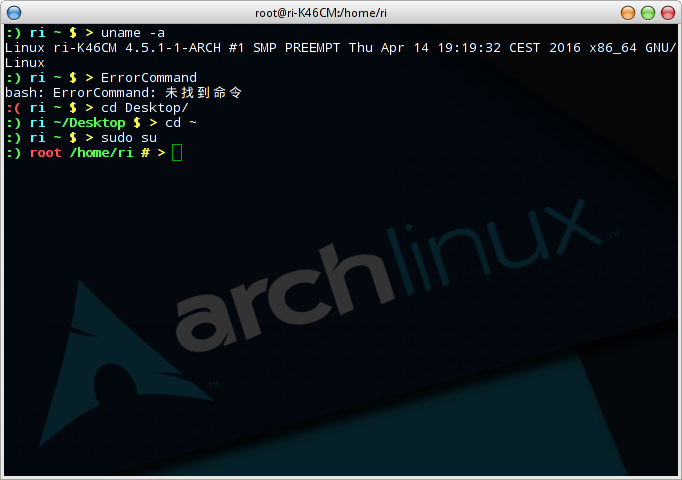 root@ri-K46CM:/home/ri
:) ri ~ $ > uname -a
Linux ri-K46CM 4.5.1-1-ARCH #1 SMP PREEMPT Thu Apr 14 19:19:32 CEST 2016 x86_64 GNU/
Linux
:) ri ~ $ > ErrorCommand
bash: ErrorCommand: 未找到命令
:( ri ~ $ > cd Desktop/
:) ri ~/Desktop $ > cd ~
:) ri ~ $ > sudo su
:) root /home/ri # >
archlinux™
™